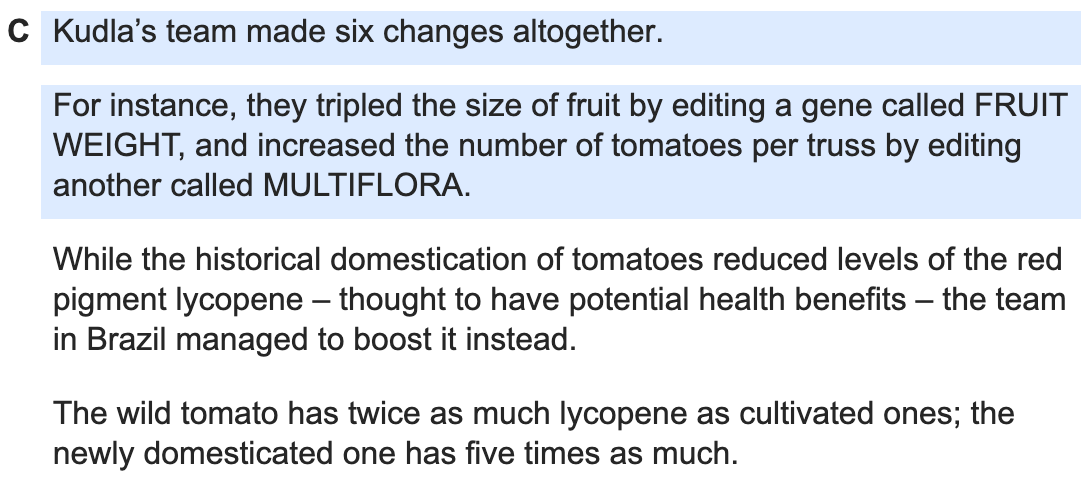 C Kudla’s team made six changes altogether.
For instance, they tripled the size of fruit by editing a gene called FRUIT
WEIGHT, and increased the number of tomatoes per truss by editing
another called MULTIFLORA.
While the historical domestication of tomatoes reduced levels of the red
pigment lycopene – thought to have potential health benefits – the team
in Brazil managed to boost it instead.
The wild tomato has twice as much lycopene as cultivated ones; the
newly domesticated one has five times as much.